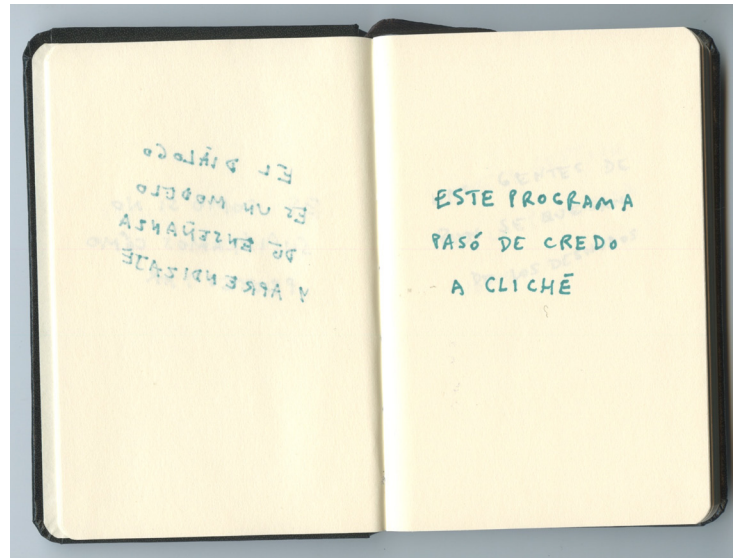 EL DIÁLOGO
ES UN MODELO
DE ENSEÑANZA
Y APRENDIZAJE
ESTE PROGRAMA
PASÓ DE CREDO
A CLICHÉ